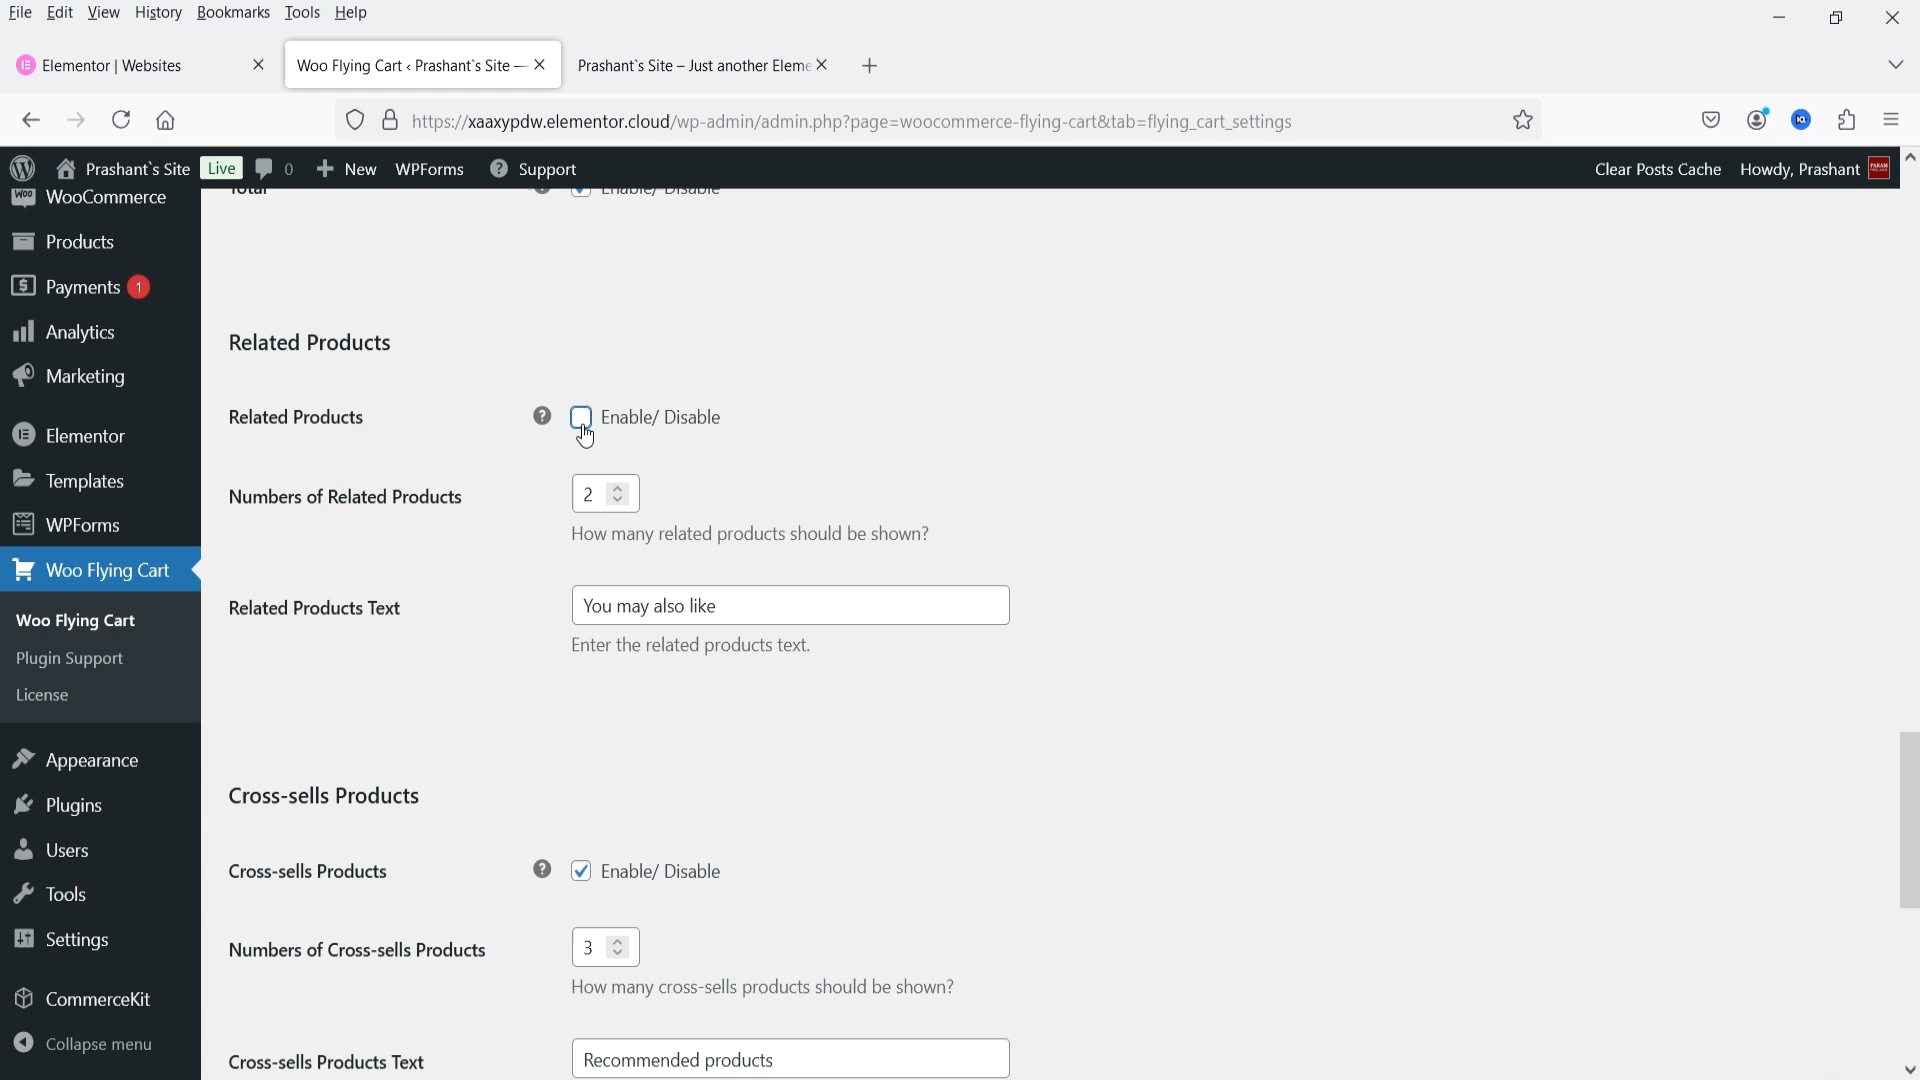 File Edit View History Bookmarks Tools Help
Elementor | Websites
Woo Flying Cart ‹ Prashant`s Site —
Prashant`s Site – Just another Eleme
https://xaaxypdw.elementor.cloud/wp-admin/admin.php?page=woocommerce-flying-cart&tab=flying_cart_settings
Prashant`s Site Live 0 New WPForms Support Clear Posts Cache Howdy, Prashant
WooCommerce
Products
Payments 1
Analytics
Marketing
Elementor
Templates
WPForms
Woo Flying Cart
Woo Flying Cart
Plugin Support
License
Appearance
Plugins
Users
Tools
Settings
CommerceKit
Collapse menu
Total Enable/ Disable
Related Products
Related Products ? Enable/ Disable
Numbers of Related Products 2
How many related products should be shown?
Related Products Text You may also like
Enter the related products text.
Cross-sells Products
Cross-sells Products ? Enable/ Disable
Numbers of Cross-sells Products 3
How many cross-sells products should be shown?
Cross-sells Products Text Recommended products